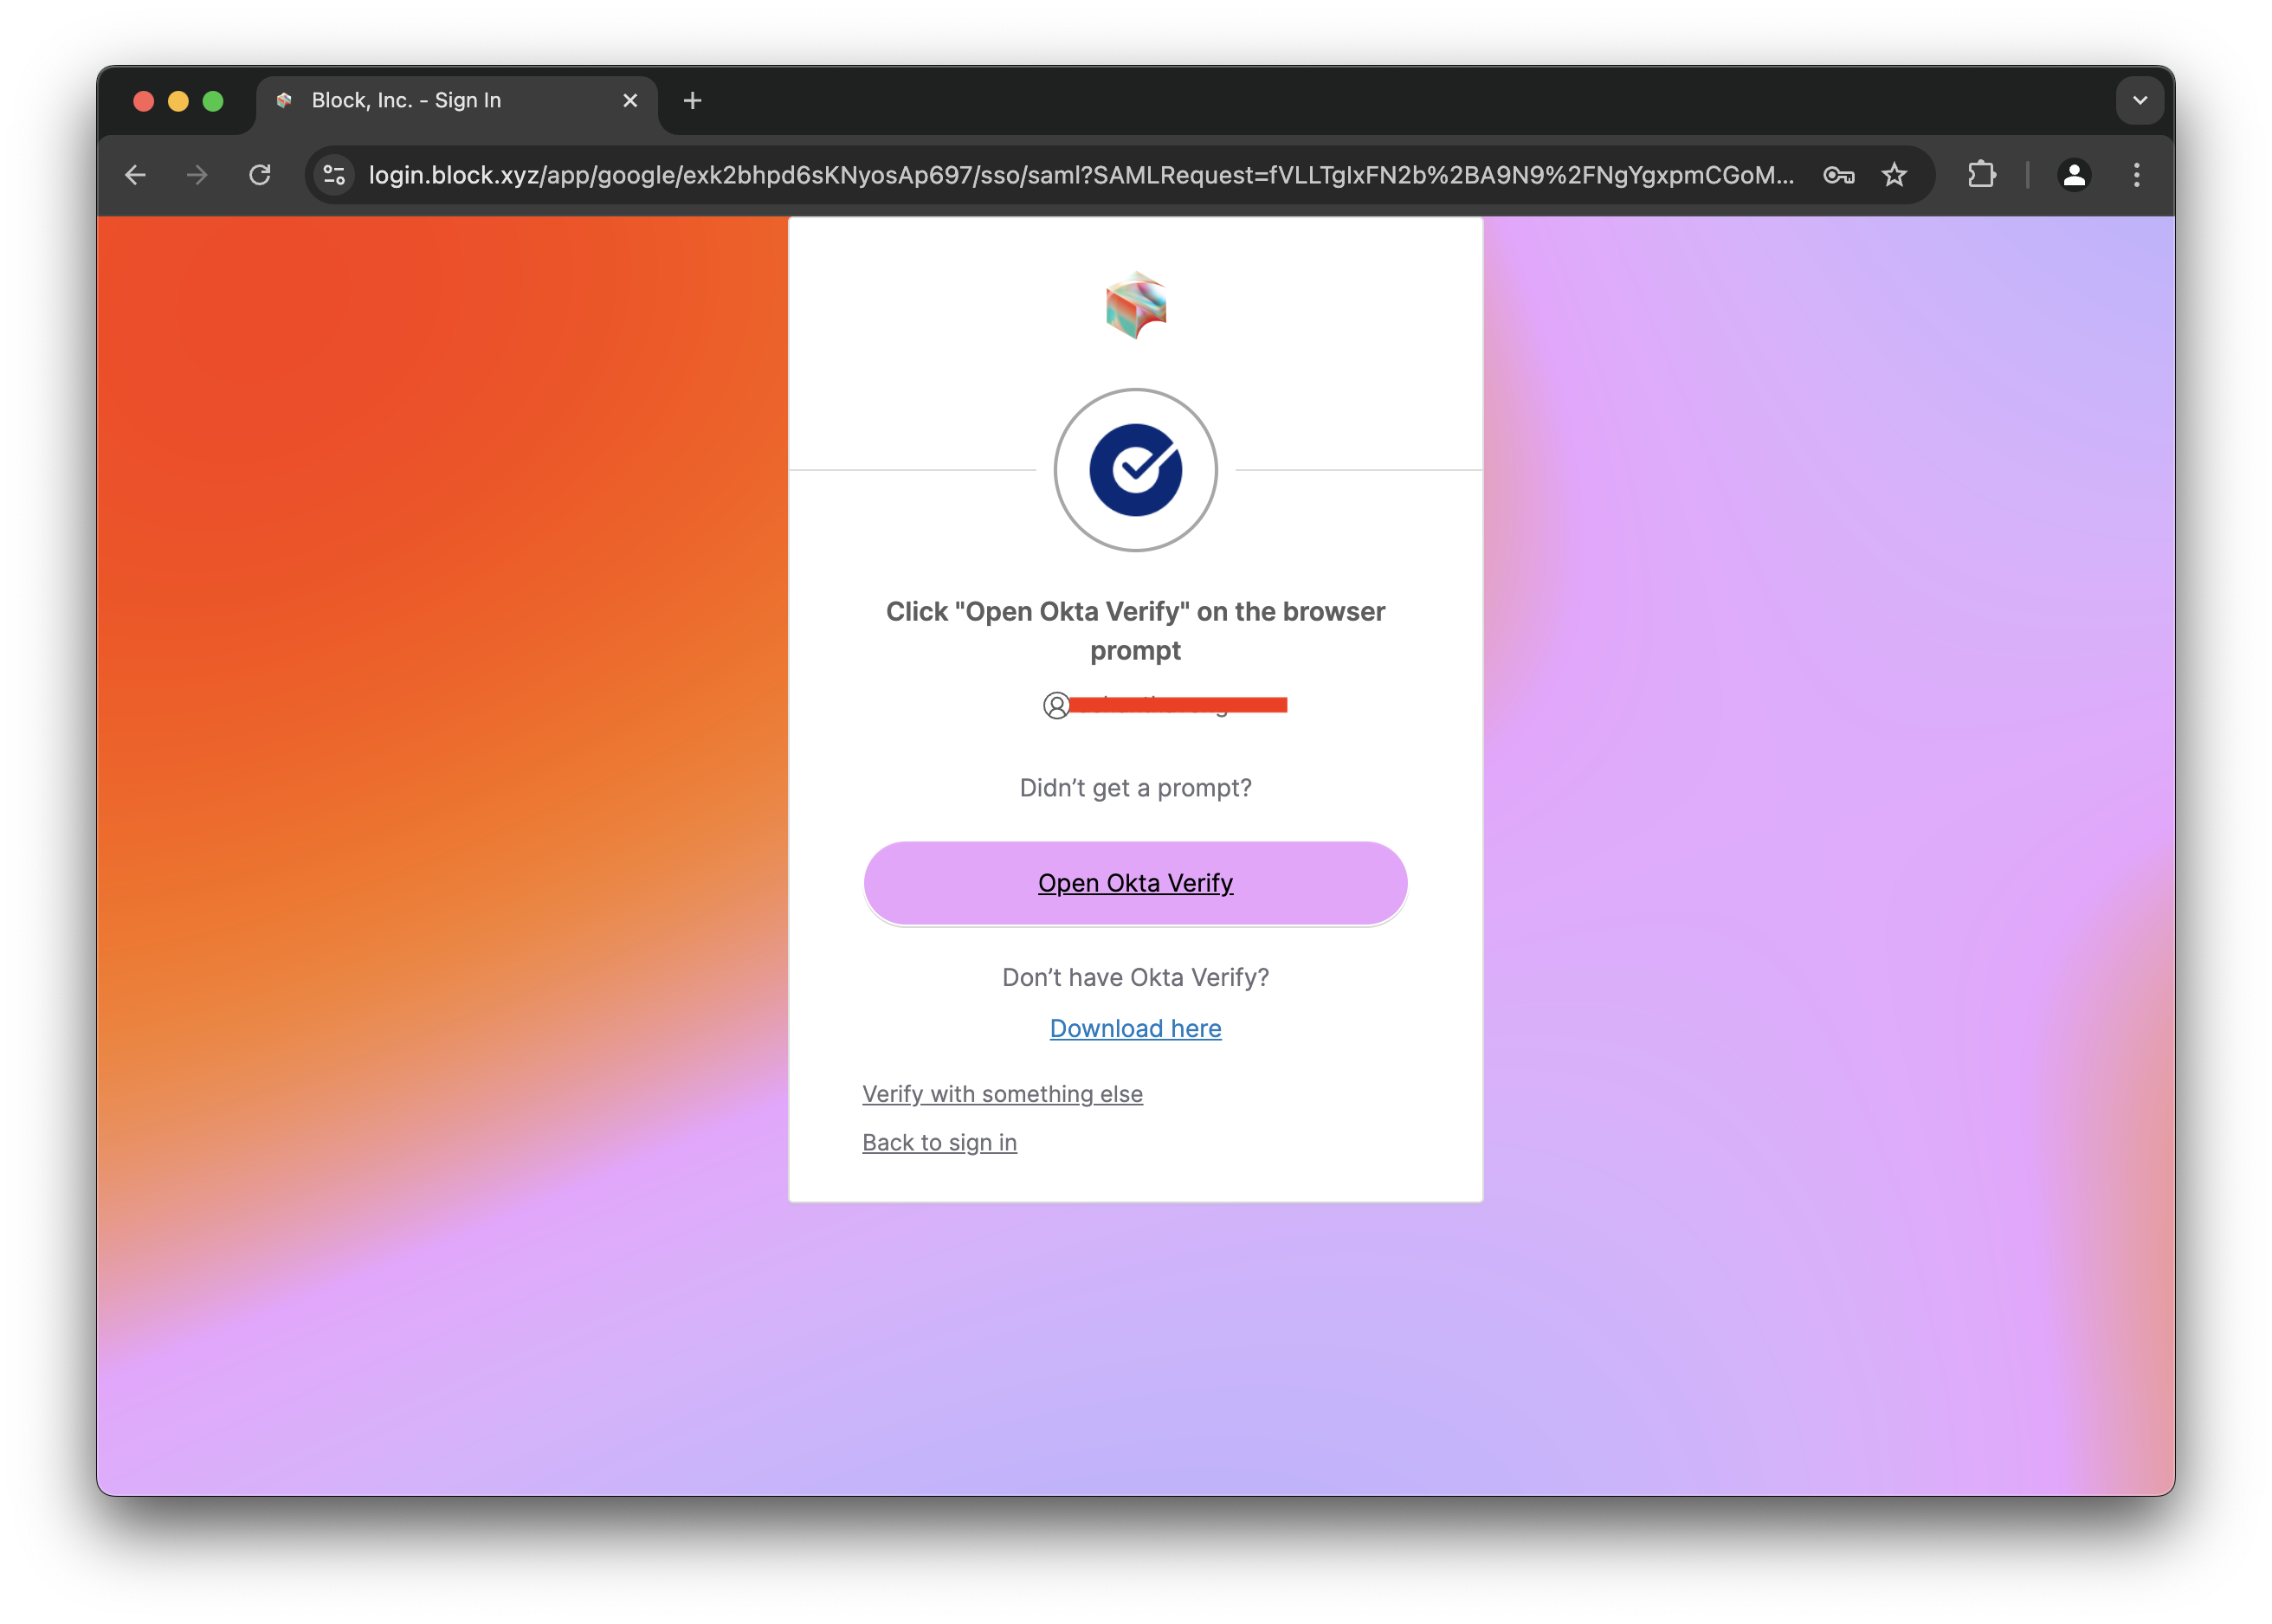 Block, Inc. - Sign In
login.block.xyz/app/google/exk2bhpd6sKNyosAp697/sso/saml?SAMLRequest=fVLLTgIxFN2b%2BA9N9%2FNgYgxpmCGoM...
Click "Open Okta Verify" on the browser
prompt
Didn’t get a prompt?
Open Okta Verify
Don’t have Okta Verify?
Download here
Verify with something else
Back to sign in